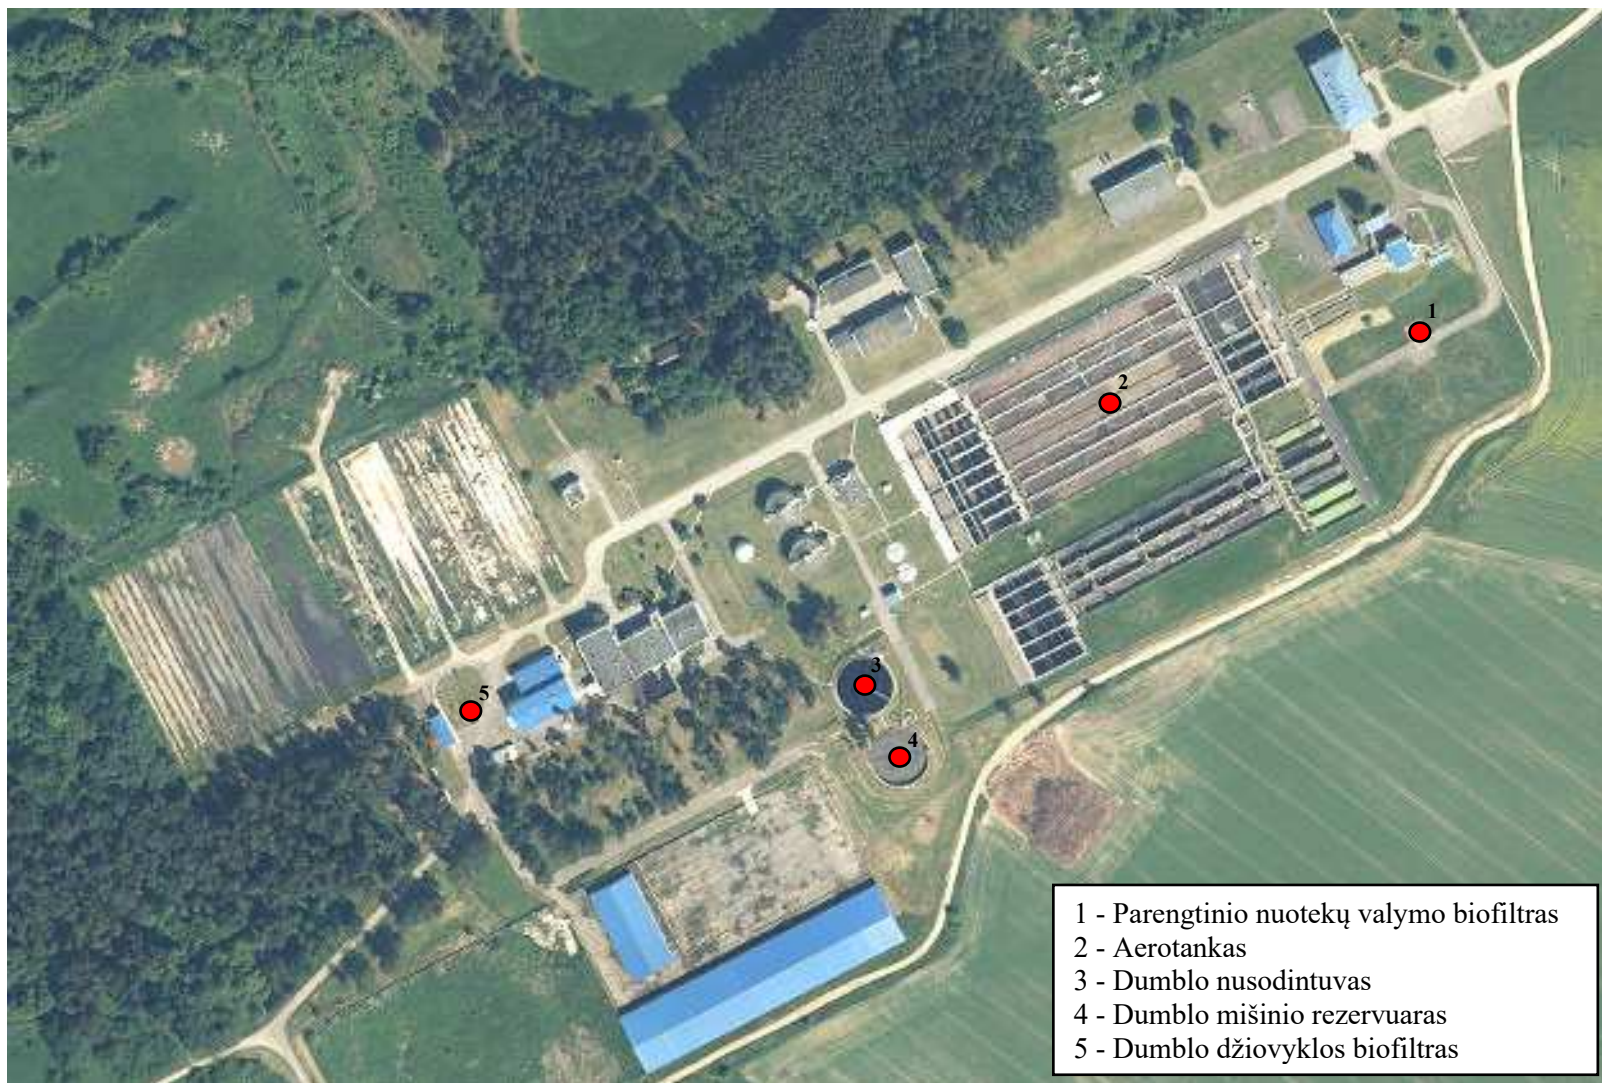 1
2
3
4
5
1 - Parengtinio nuotekų valymo biofiltras
2 - Aerotankas
3 - Dumblo nusodintuvas
4 - Dumblo mišinio rezervuaras
5 - Dumblo džiovyklos biofiltras